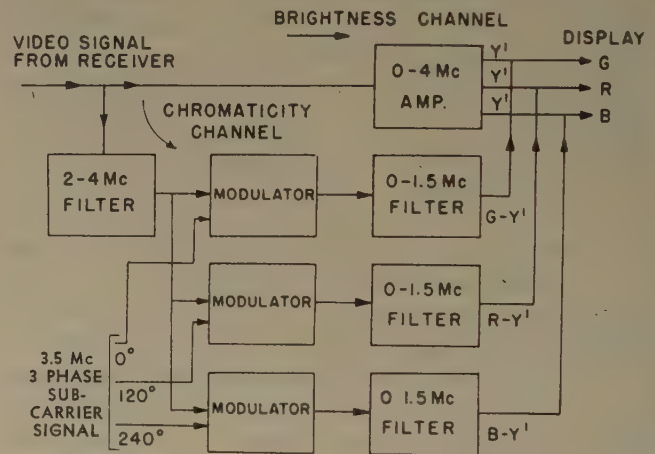 BRIGHTNESS CHANNEL
VIDEO SIGNAL
FROM RECEIVER
DISPLAY
0-4 Mc
AMP.
Y'
Y'
Y'
G
R
B
CHROMATICITY
CHANNEL
2-4 Mc
FILTER
MODULATOR
0-1.5 Mc
FILTER
G-Y'
MODULATOR
0-1.5 Mc
FILTER
R-Y'
3.5 Mc
3 PHASE
SUB-
CARRIER
SIGNAL
0°
120°
240°
MODULATOR
0 1.5 Mc
FILTER
B-Y'